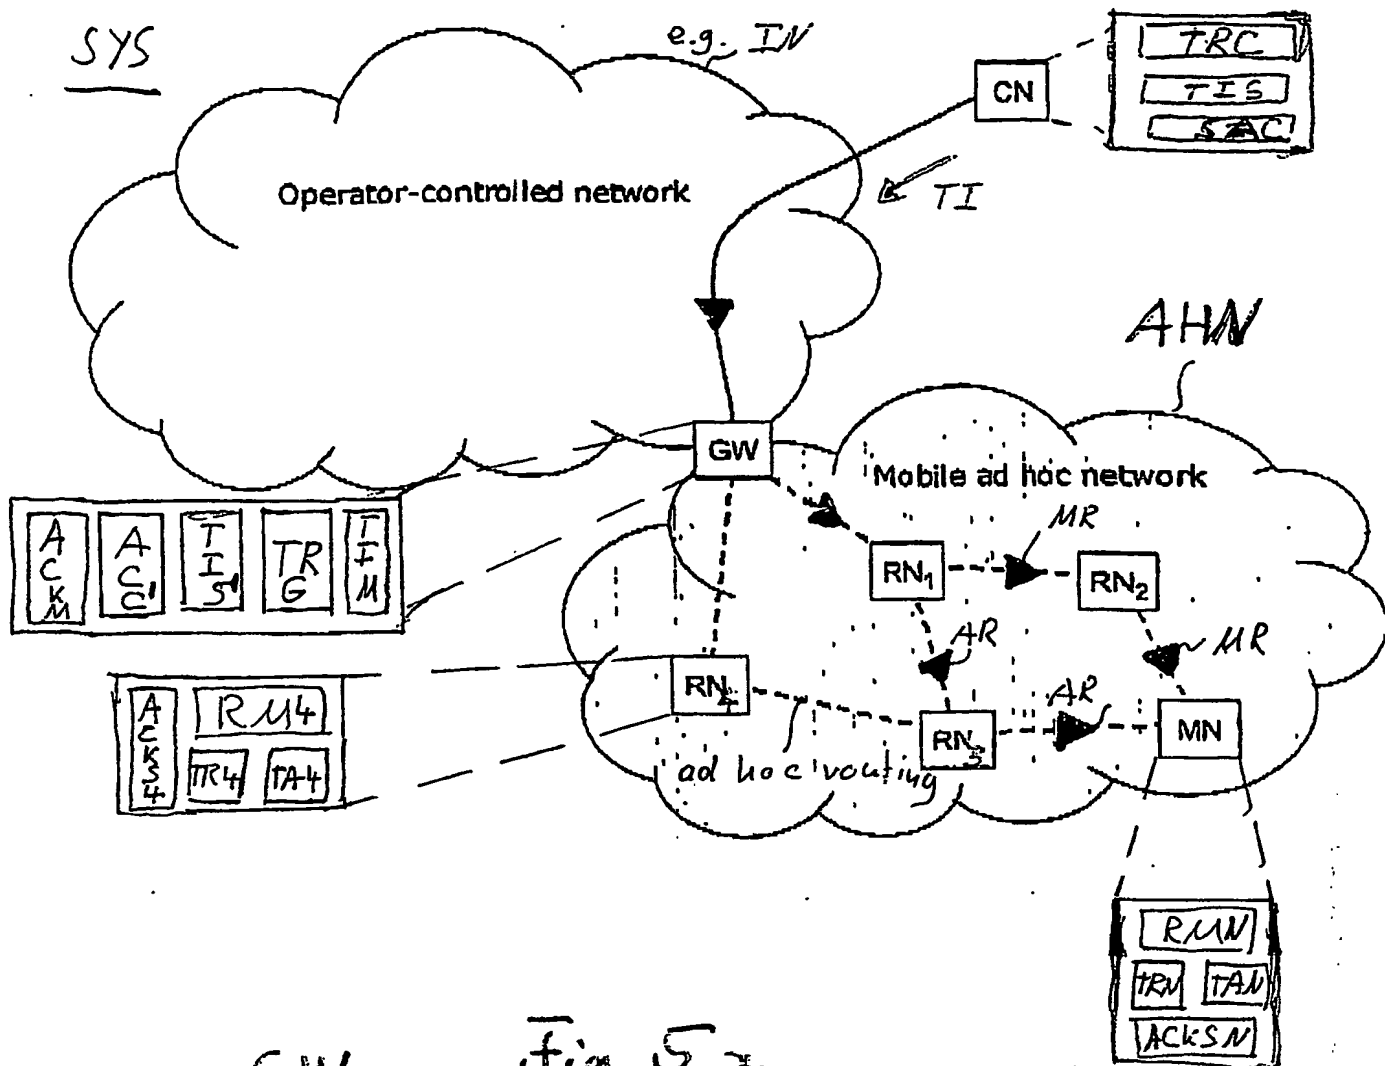 SYS
e.g. IN
TRC
CN
TIS
SAC
Operator-controlled network
TI
AHN
GW
Mobile ad hoc network
MR
ACKM
ACC'
TIS'
TRG
TFM
RN1
RN2
AR
MR
RN4
AR
ACKS4
RM4
TR4
TA4
RN5
MN
ad hoc routing
RMN
TRN
TAN
ACKSN